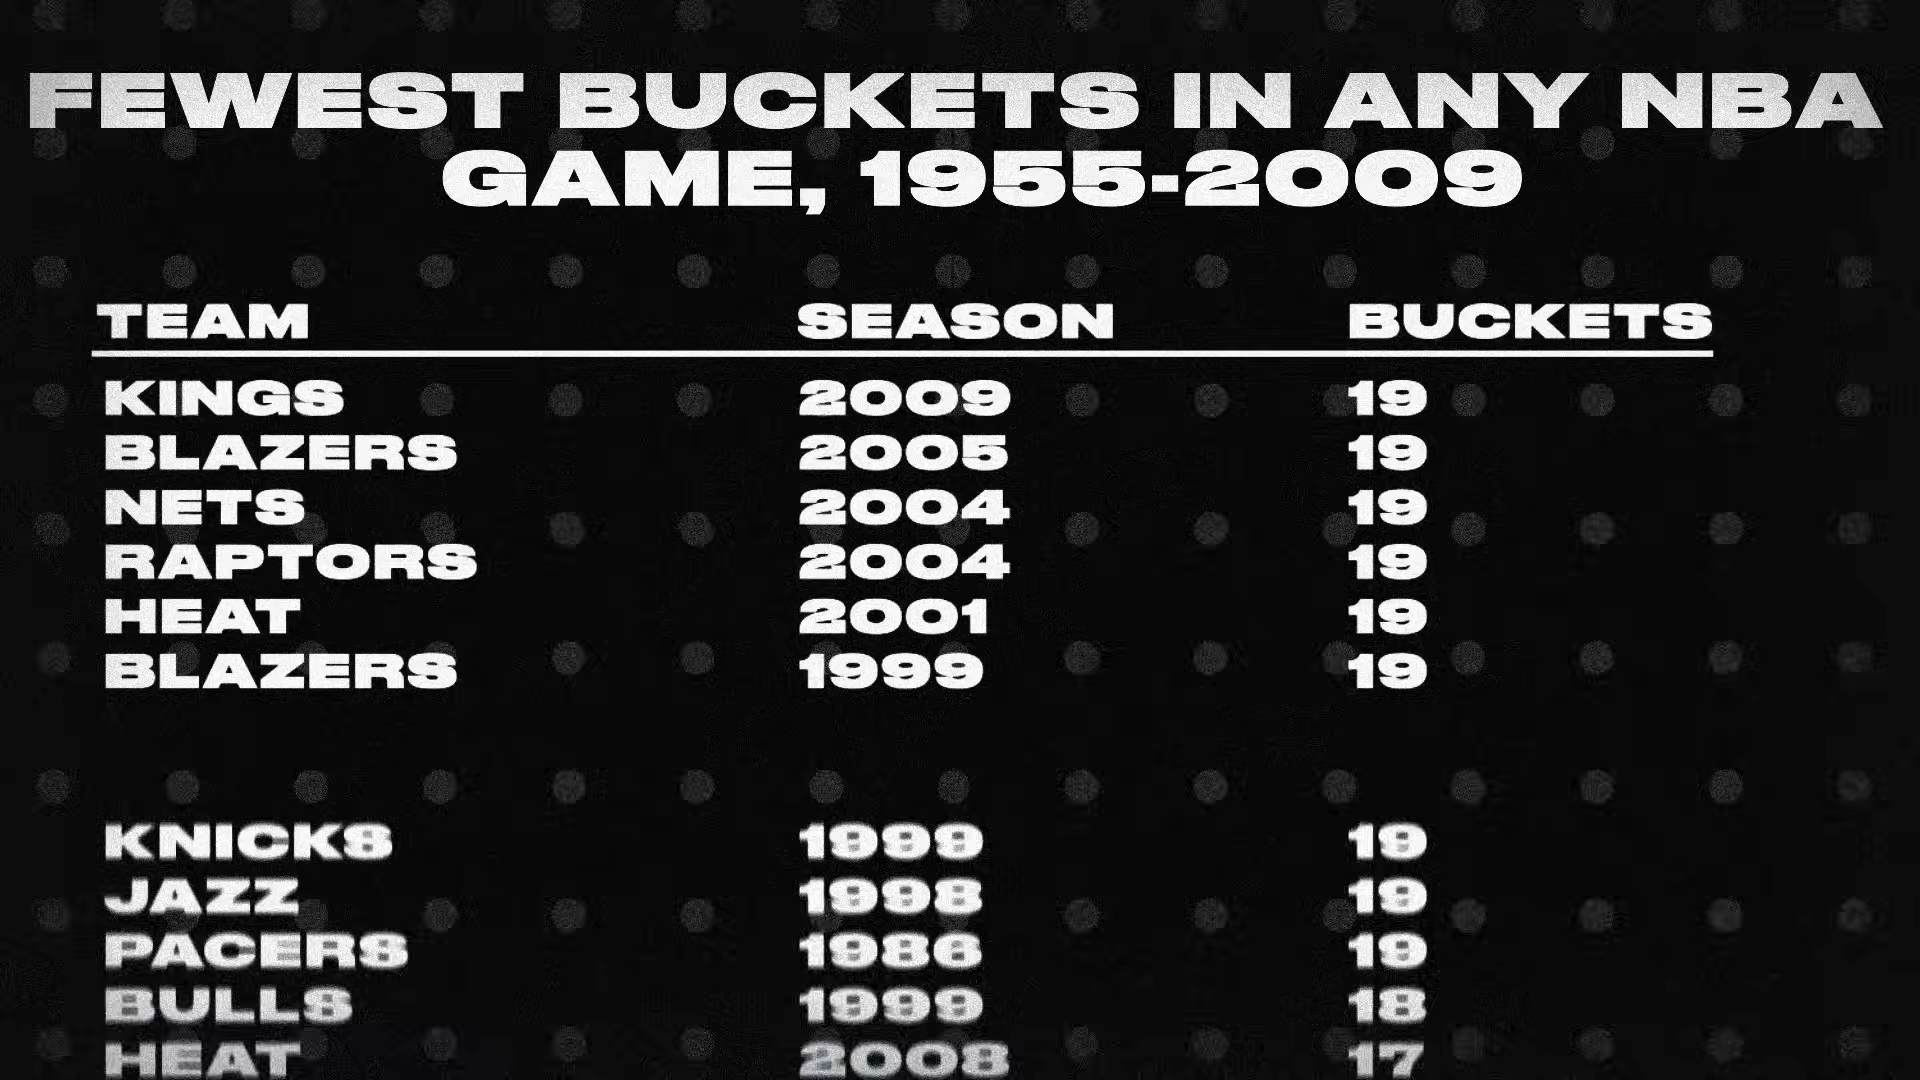 FEWEST BUCKETS IN ANY NBA
GAME, 1955-2009
TEAM SEASON BUCKETS
KINGS 2009 19
BLAZERS 2005 19
NETS 2004 19
RAPTORS 2004 19
HEAT 2001 19
BLAZERS 1999 19
KNICKS 1999 19
JAZZ 1998 19
PACERS 1986 19
BULLS 1999 18
HEAT 2008 17